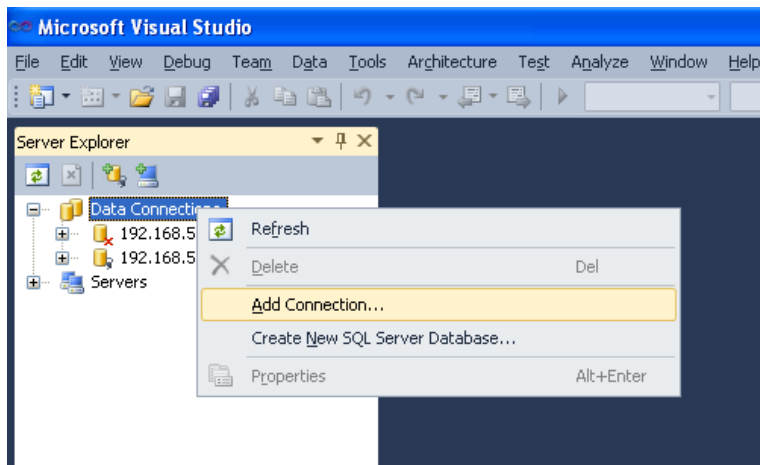 Microsoft Visual Studio
File Edit View Debug Team Data Tools Architecture Test Analyze Window Help
Server Explorer
Data Connections
192.168.5
192.168.5
Servers
Refresh
Delete Del
Add Connection...
Create New SQL Server Database...
Properties Alt+Enter